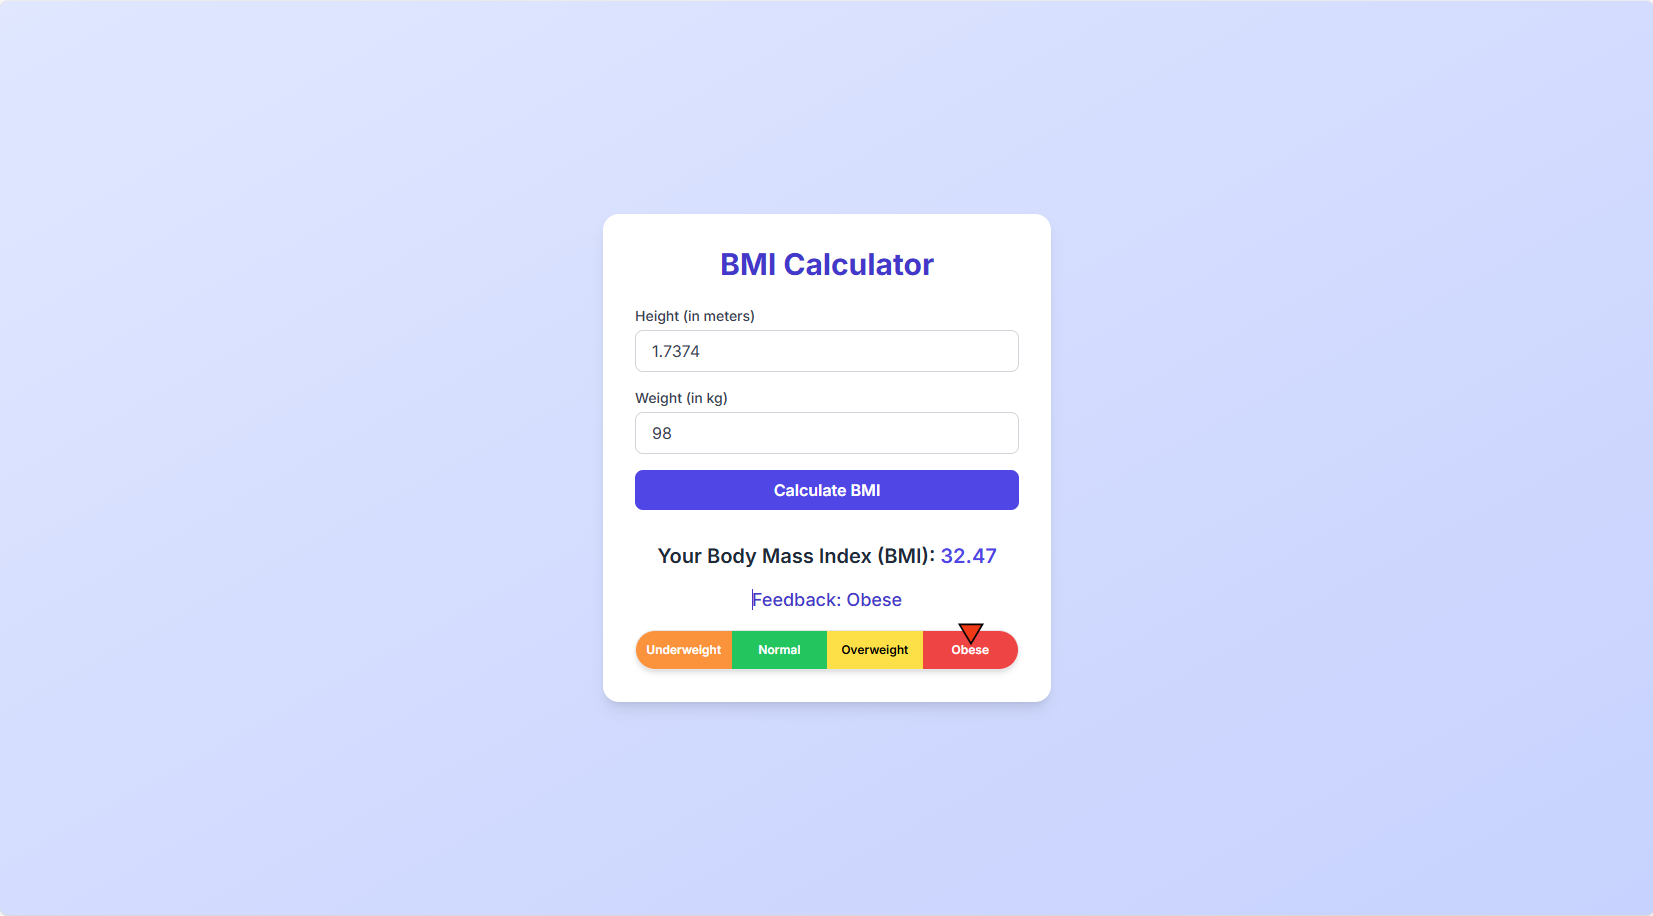 BMI Calculator
Height (in meters)
1.7374
Weight (in kg)
98
Calculate BMI
Your Body Mass Index (BMI): 32.47
Feedback: Obese
Underweight Normal Overweight Obese